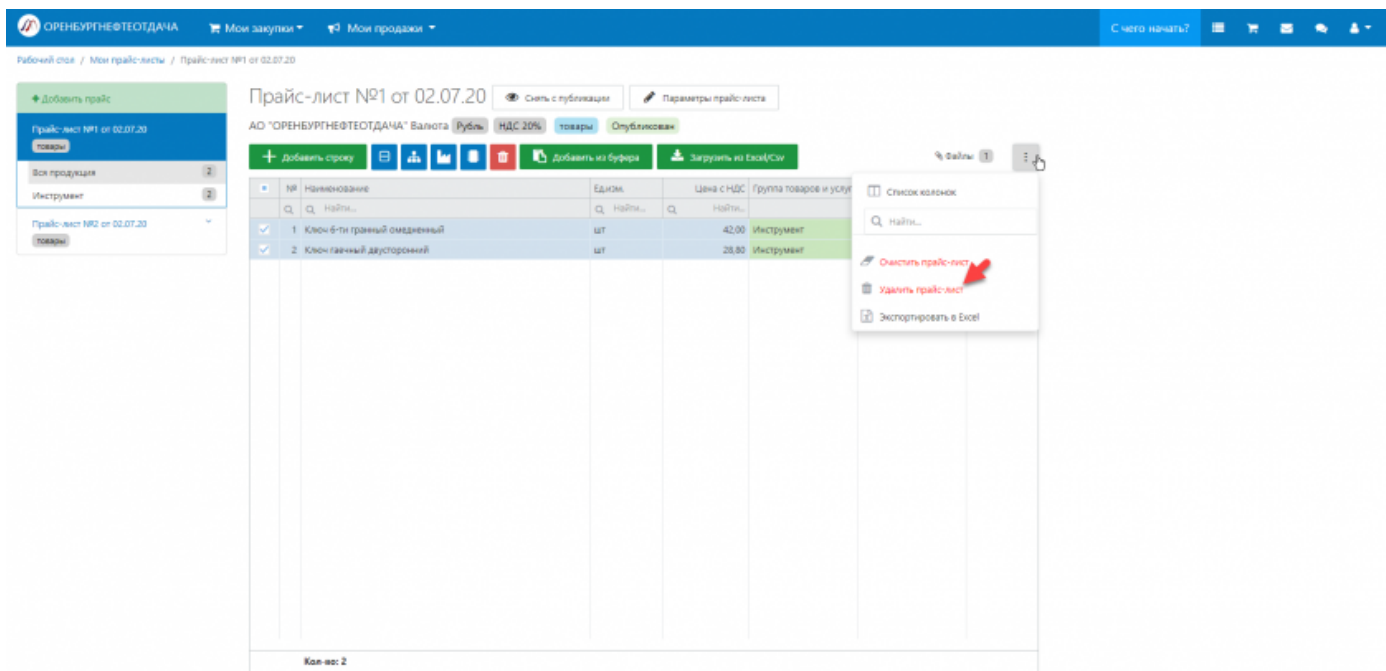 ОРЕНБУРГНЕФТЕОТДАЧА Мои закупки Мои продажи С чего начать?
Рабочий стол / Мои прайс-листы / Прайс-лист №1 от 02.07.20
Добавить прайс
Прайс-лист №1 от 02.07.20
товары
Вся продукция 2
Инструмент 2
Прайс-лист №2 от 02.07.20
товары
Прайс-лист №1 от 02.07.20 Снять с публикации Параметры прайс-листа
АО "ОРЕНБУРГНЕФТЕОТДАЧА" Валюта Рубль НДС 20% товары Опубликован
Добавить строку Добавить из буфера Загрузить из Excel/Csv Файлы 1
№ Наименование Ед.изм. Цена с НДС Группа товаров и услуг
Найти... Найти... Найти...
1 Ключ 6-ти гранный омедненный шт 42,00 Инструмент
2 Ключ гаечный двусторонний шт 28,80 Инструмент
Список колонок
Найти...
Очистить прайс-лист
Удалить прайс-лист
Экспортировать в Excel
Кол-во: 2